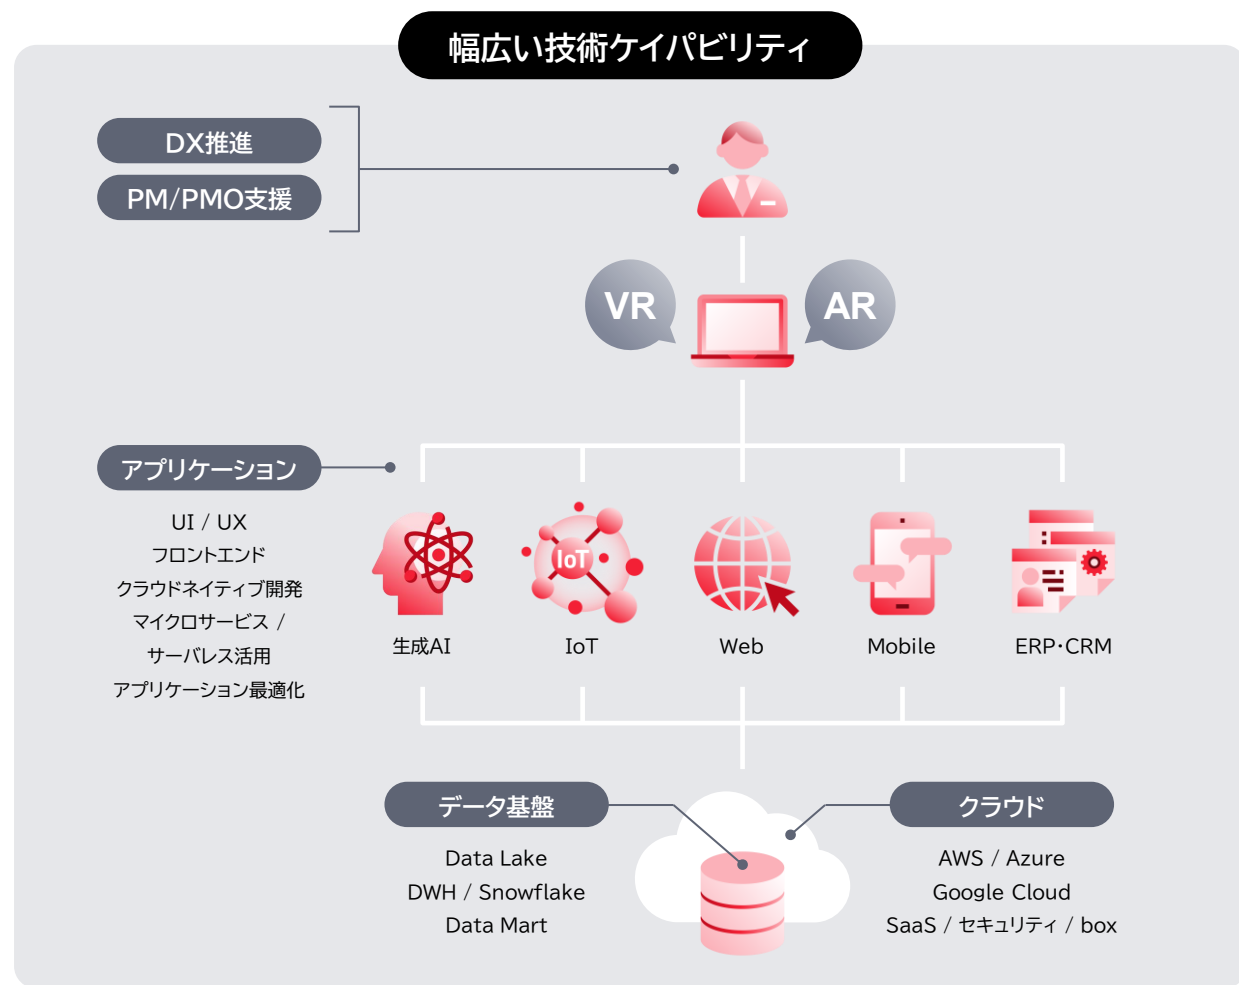 幅広い技術ケイパビリティ
DX推進
PM/PMO支援
VR
AR
アプリケーション
UI / UX
フロントエンド
クラウドネイティブ開発
マイクロサービス /
サーバレス活用
アプリケーション最適化
IoT
生成AI
IoT
Web
Mobile
ERP・CRM
データ基盤
Data Lake
DWH / Snowflake
Data Mart
クラウド
AWS / Azure
Google Cloud
SaaS / セキュリティ / box